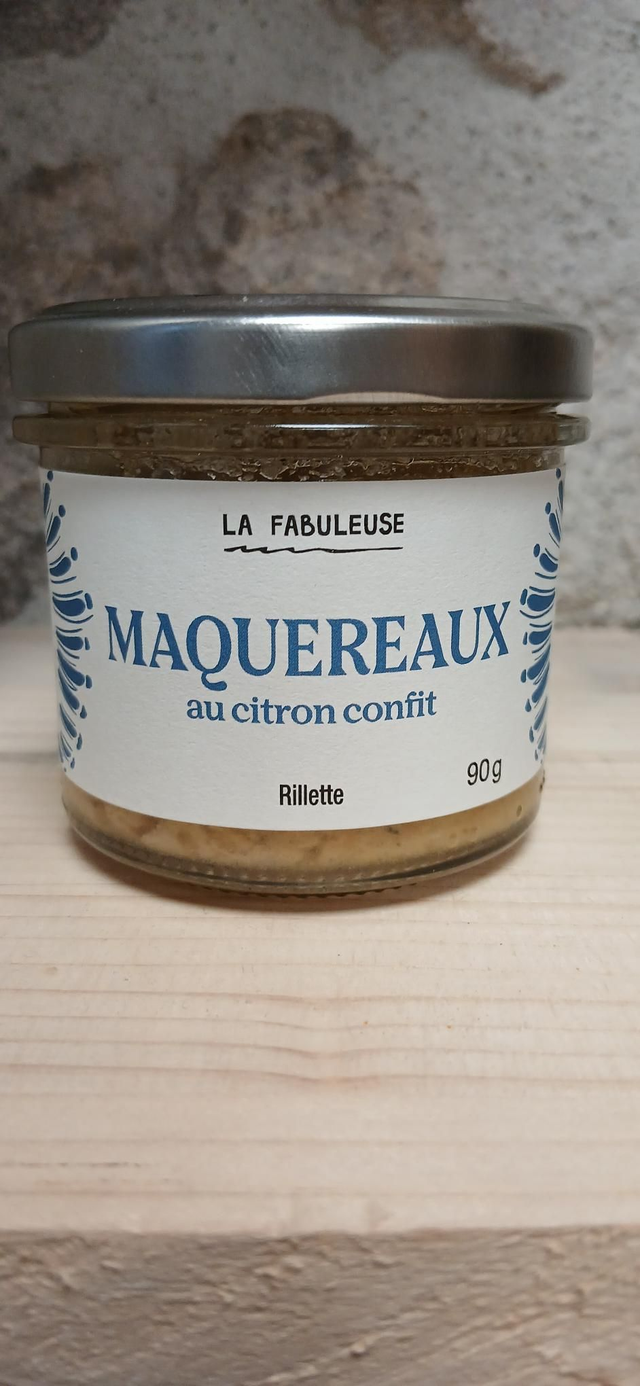 LA FABULEUSE
MAQUEREAUX
au citron confit
90g
Rillette